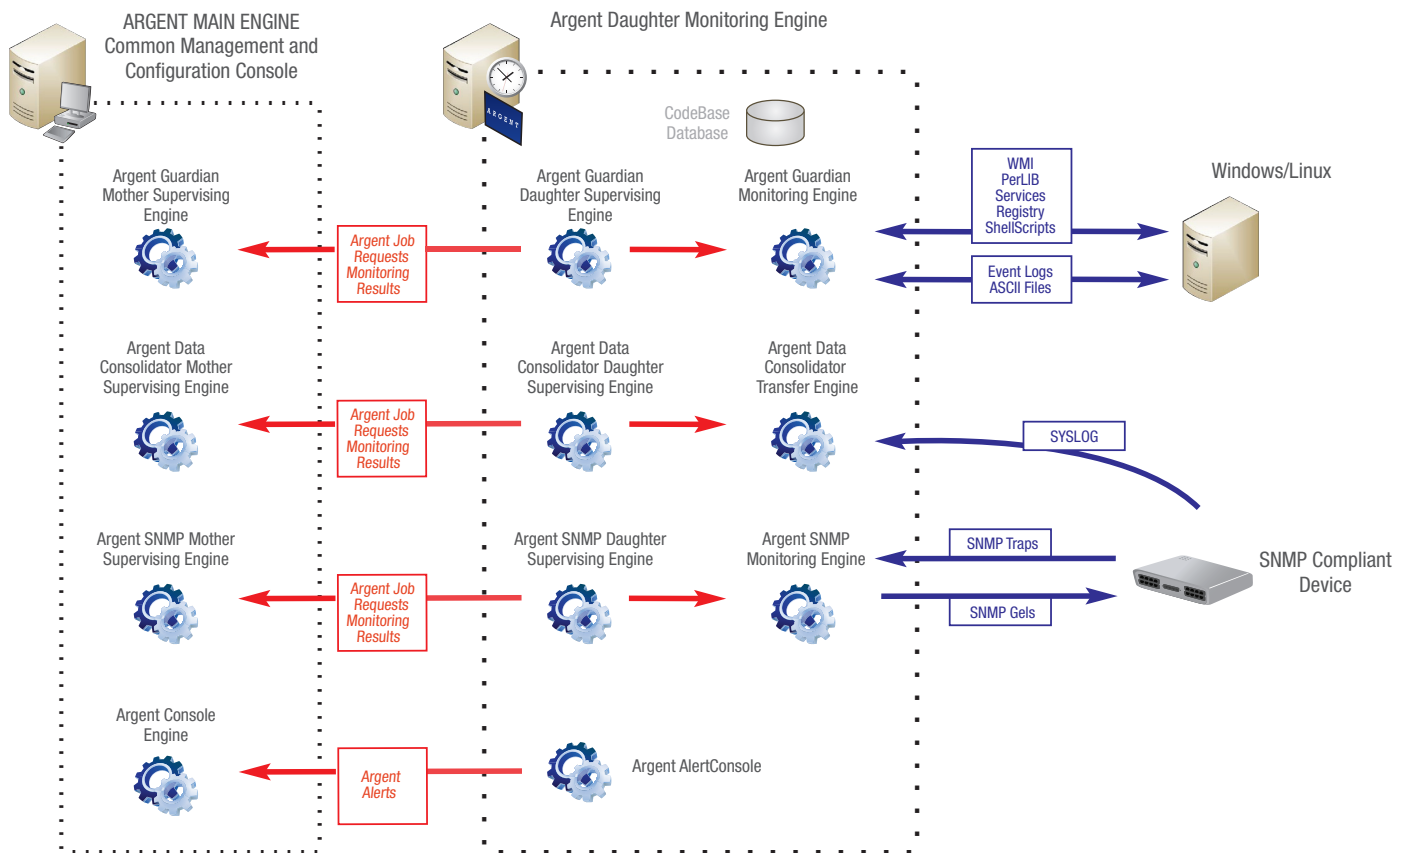 ARGENT MAIN ENGINE
Common Management and
Configuration Console
Argent Daughter Monitoring Engine
ARGENT
CodeBase
Database
Argent Guardian
Mother Supervising
Engine
Argent Guardian
Daughter Supervising
Engine
Argent Guardian
Monitoring Engine
WMI
PerLIB
Services
Registry
ShellScripts
Windows/Linux
Argent Job
Requests
Monitoring
Results
Event Logs
ASCII Files
Argent Data
Consolidator Mother
Supervising Engine
Argent Data
Consolidator Daughter
Supervising Engine
Argent Data
Consolidator
Transfer Engine
Argent Job
Requests
Monitoring
Results
SYSLOG
Argent SNMP Mother
Supervising Engine
Argent SNMP Daughter
Supervising Engine
Argent SNMP
Monitoring Engine
SNMP Traps
SNMP Compliant
Device
Argent Job
Requests
Monitoring
Results
SNMP Gels
Argent Console
Engine
Argent
Alerts
Argent AlertConsole